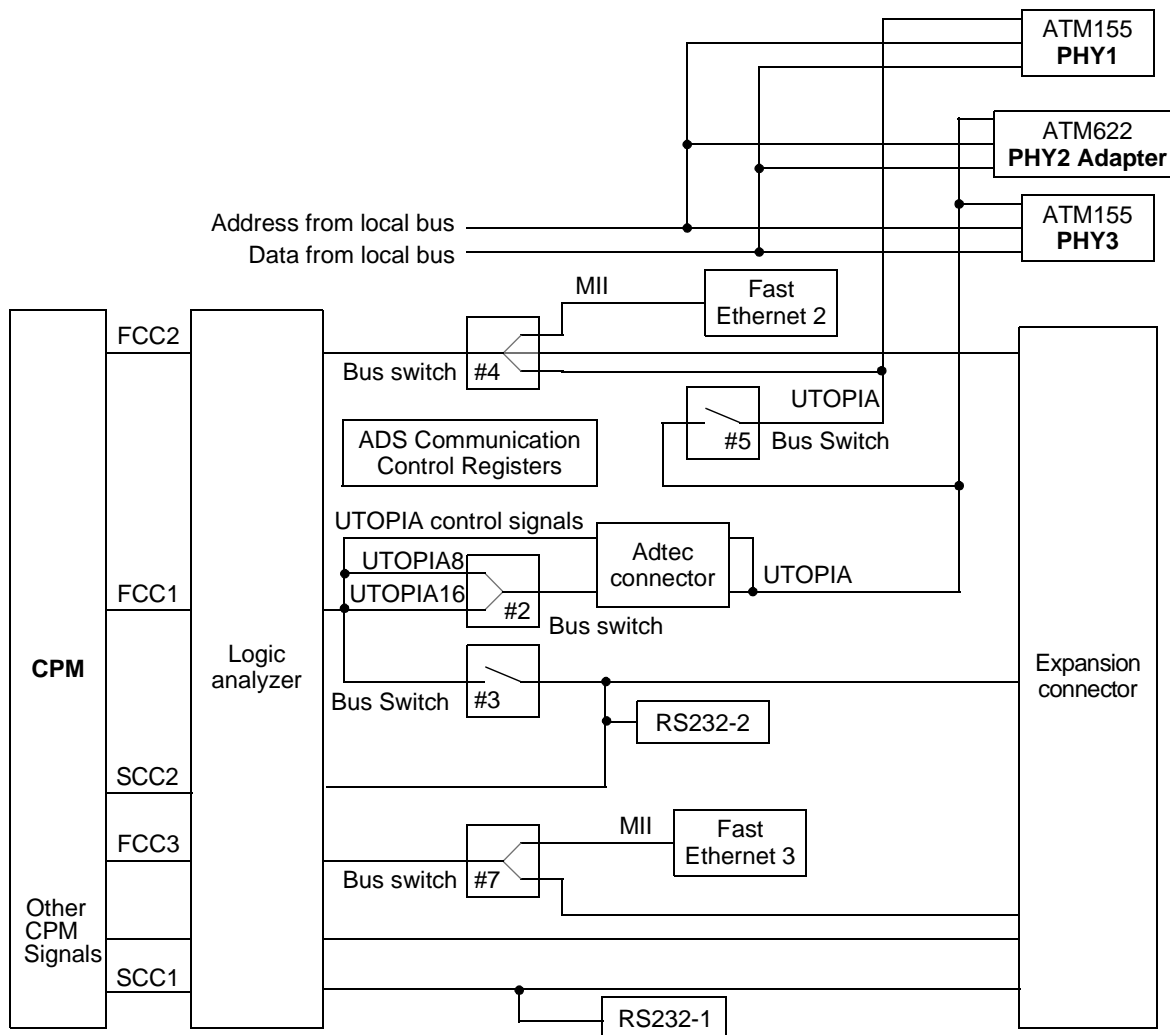 ATM155
PHY1
ATM622
PHY2 Adapter
Address from local bus
ATM155
PHY3
Data from local bus
MII
Fast
Ethernet 2
FCC2
Bus switch
#4
UTOPIA
#5
Bus Switch
ADS Communication
Control Registers
UTOPIA control signals
UTOPIA8
Adtec
connector
UTOPIA
FCC1
UTOPIA16
#2
Bus switch
CPM
Logic
analyzer
Expansion
connector
Bus Switch
#3
RS232-2
SCC2
FCC3
MII
Fast
Ethernet 3
Bus switch
#7
Other
CPM
Signals
SCC1
RS232-1